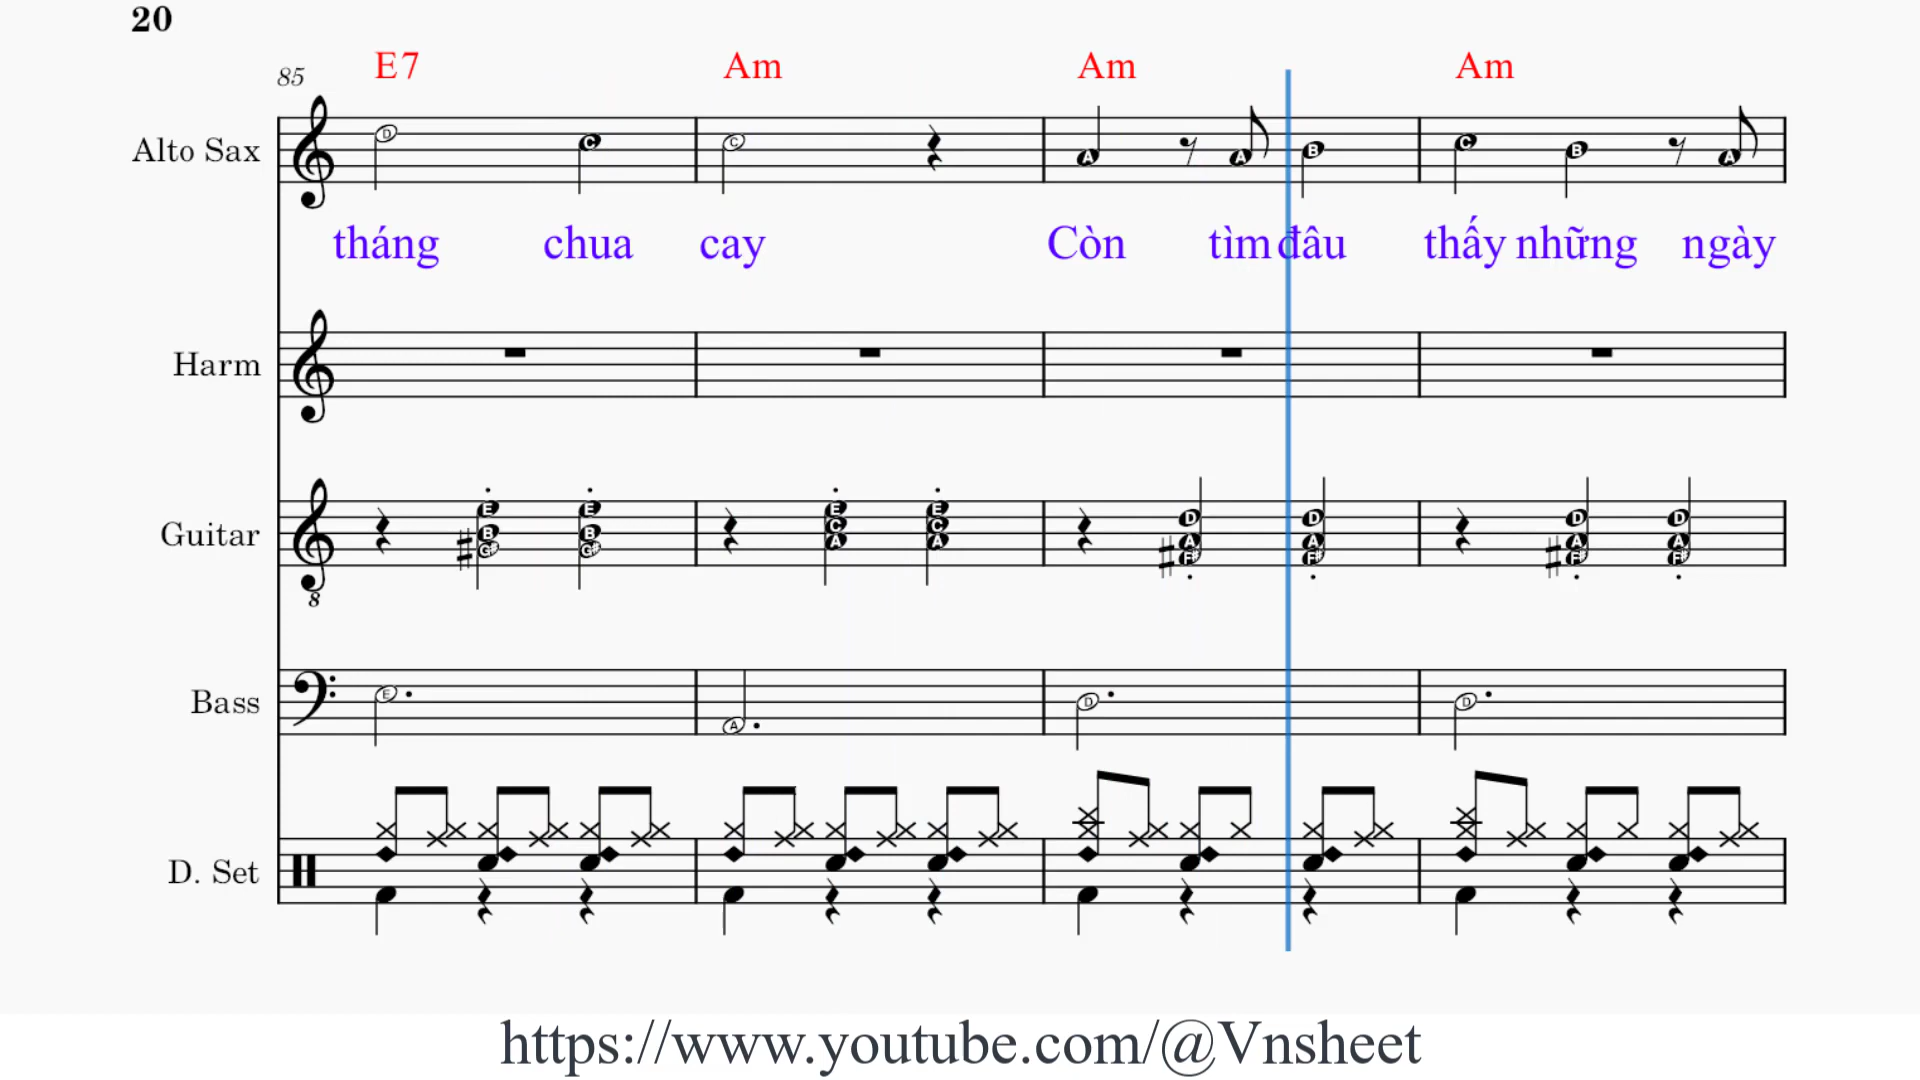 20
85 E7 Am Am Am
Alto Sax
tháng chua cay Còn tìm đâu thấy những ngày
Harm
Guitar
8
Bass
D. Set
https://www.youtube.com/@Vnsheet